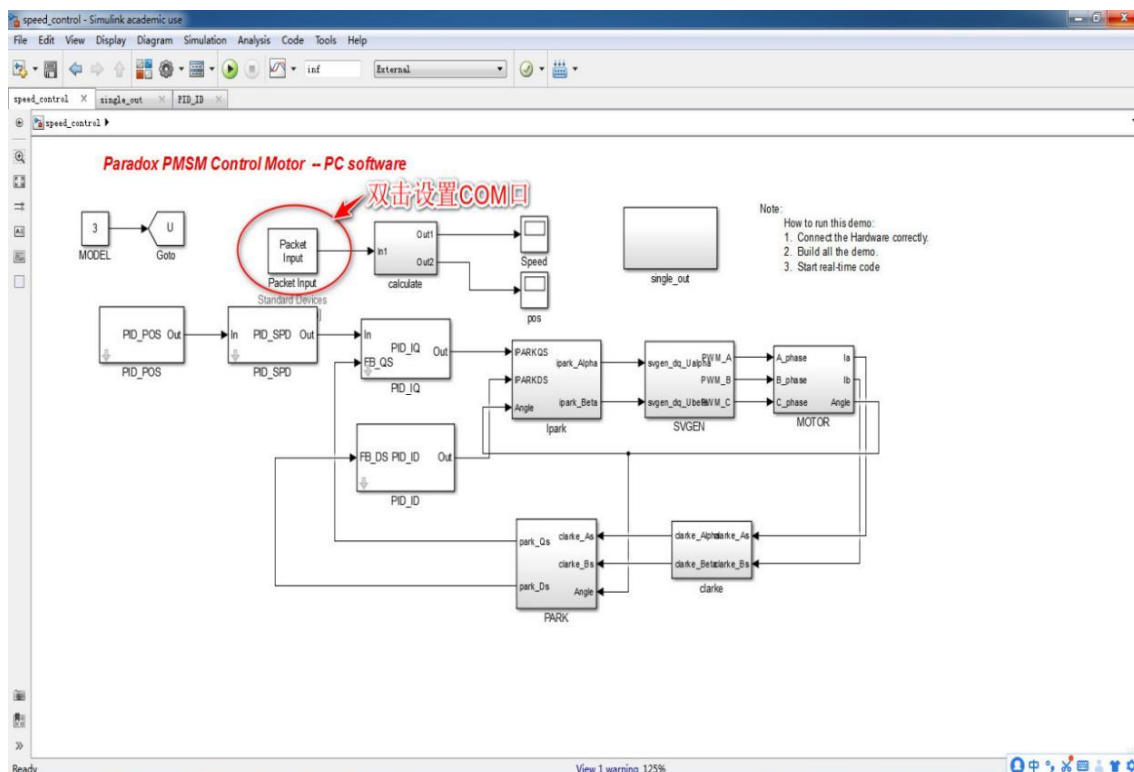 speed_control - Simulink academic use
File Edit View Display Diagram Simulation Analysis Code Tools Help
inf
External
speed_control
single_out
PID_ID
speed_control
Paradox PMSM Control Motor -- PC software
双击设置COM口
3
MODEL
U
Goto
Packet
Input
Packet Input
Standard Devices
In1
Out1
Out2
calculate
Speed
pos
single_out
Note:
How to run this demo:
1. Connect the Hardware correctly.
2. Build all the demo.
3. Start real-time code
PID_POS Out
PID_POS
In PID_SPD Out
PID_SPD
In
PID_IQ Out
FB_QS
PID_IQ
IPARKQS
ipark_Alpha
IPARKDS
Angle
ipark_Beta
Ipark
svgen_dq_Ualpha
PWM_A
PWM_B
svgen_dq_Ubeta
PWM_C
SVGEN
A_phase
Ia
B_phase
Ib
C_phase
Angle
MOTOR
FB_DS PID_ID Out
PID_ID
park_Qs
clarke_As
clarke_Bs
park_Ds
Angle
PARK
clarke_Alpha
clarke_As
clarke_Beta
clarke_Bs
clarke
Ready
View 1 warning
125%
中